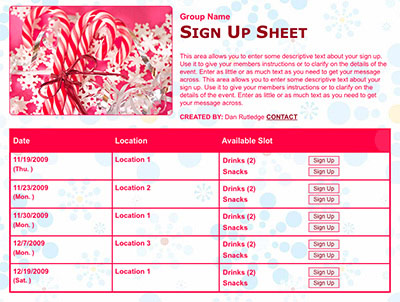 Group Name
SIGN UP SHEET
This area allows you to enter some descriptive text about your sign up.
Use it to give your members instructions or to clarify on the details of the
event. Enter as little or as much text as you need to get your message
across. This area allows you to enter some descriptive text about your
sign up. Use it to give your members instructions or to clarify on the
details of the event. Enter as little or as much text as you need to get your
message across.
CREATED BY: Dan Rutledge CONTACT
Date Location Available Slot
11/19/2009 Location 1 Drinks (2) Sign Up
(Thu. ) Snacks Sign Up
11/23/2009 Location 2 Drinks (2) Sign Up
(Mon. ) Snacks Sign Up
11/30/2009 Location 1 Drinks (2) Sign Up
(Mon. ) Snacks Sign Up
12/7/2009 Location 3 Drinks (2) Sign Up
(Mon. ) Snacks Sign Up
12/19/2009 Location 1 Drinks (2) Sign Up
(Sat. ) Snacks Sign Up